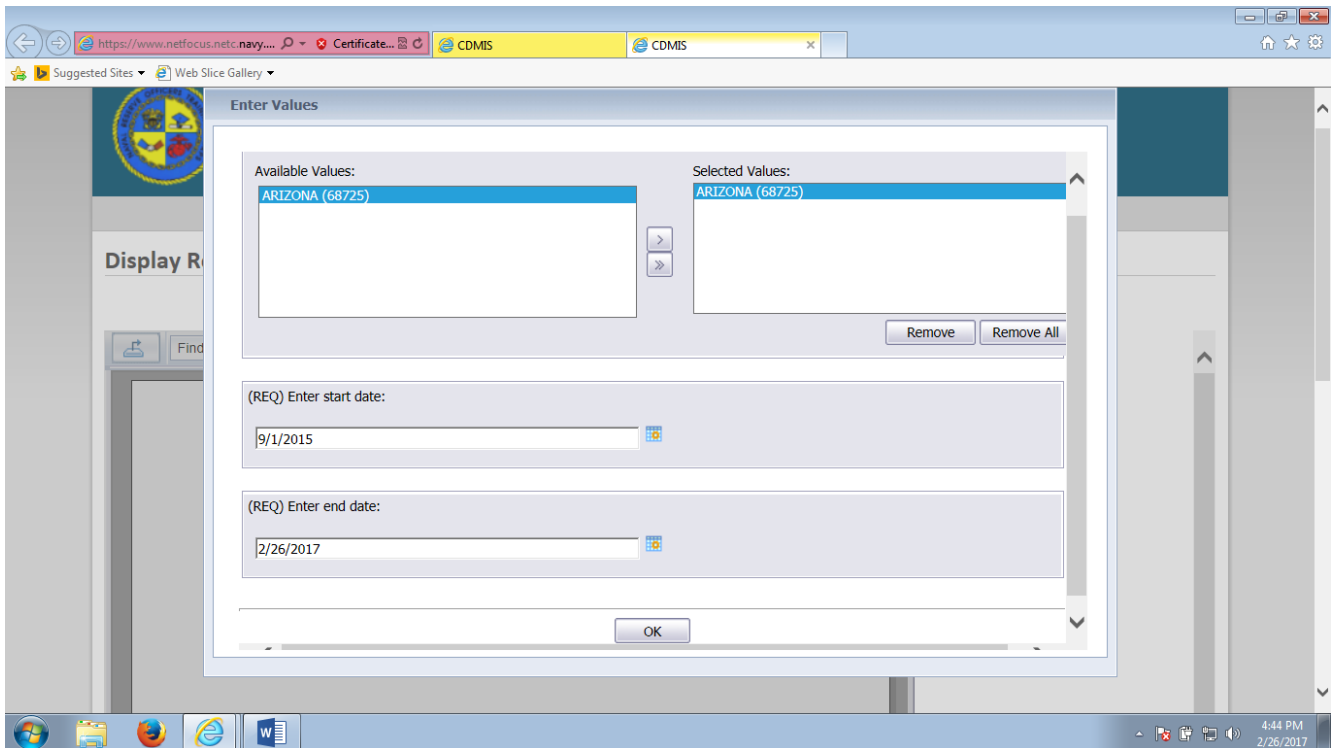 https://www.netfocus.netc.navy.... Certificate... CDMIS CDMIS
Suggested Sites Web Slice Gallery
Enter Values
Available Values: Selected Values:
ARIZONA (68725) ARIZONA (68725)
Display R
Remove Remove All
Find
(REQ) Enter start date:
9/1/2015
(REQ) Enter end date:
2/26/2017
OK
4:44 PM
2/26/2017